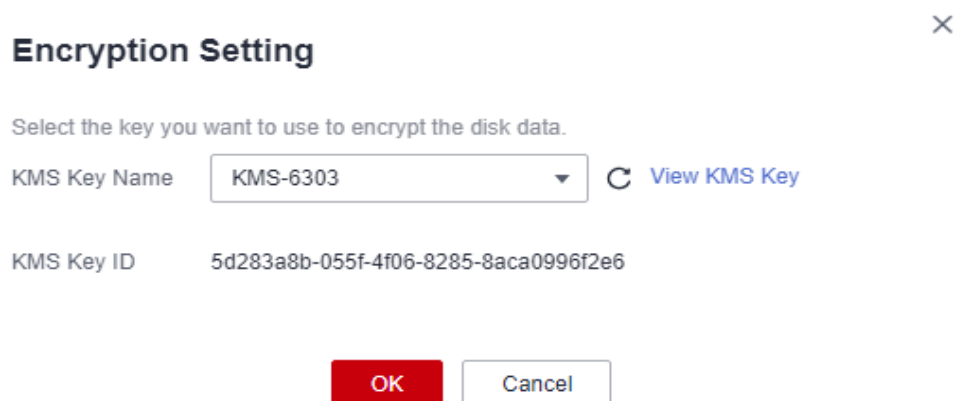 Encryption Setting
Select the key you want to use to encrypt the disk data.
KMS Key Name KMS-6303 View KMS Key
KMS Key ID 5d283a8b-055f-4f06-8285-8aca0996f2e6
OK Cancel